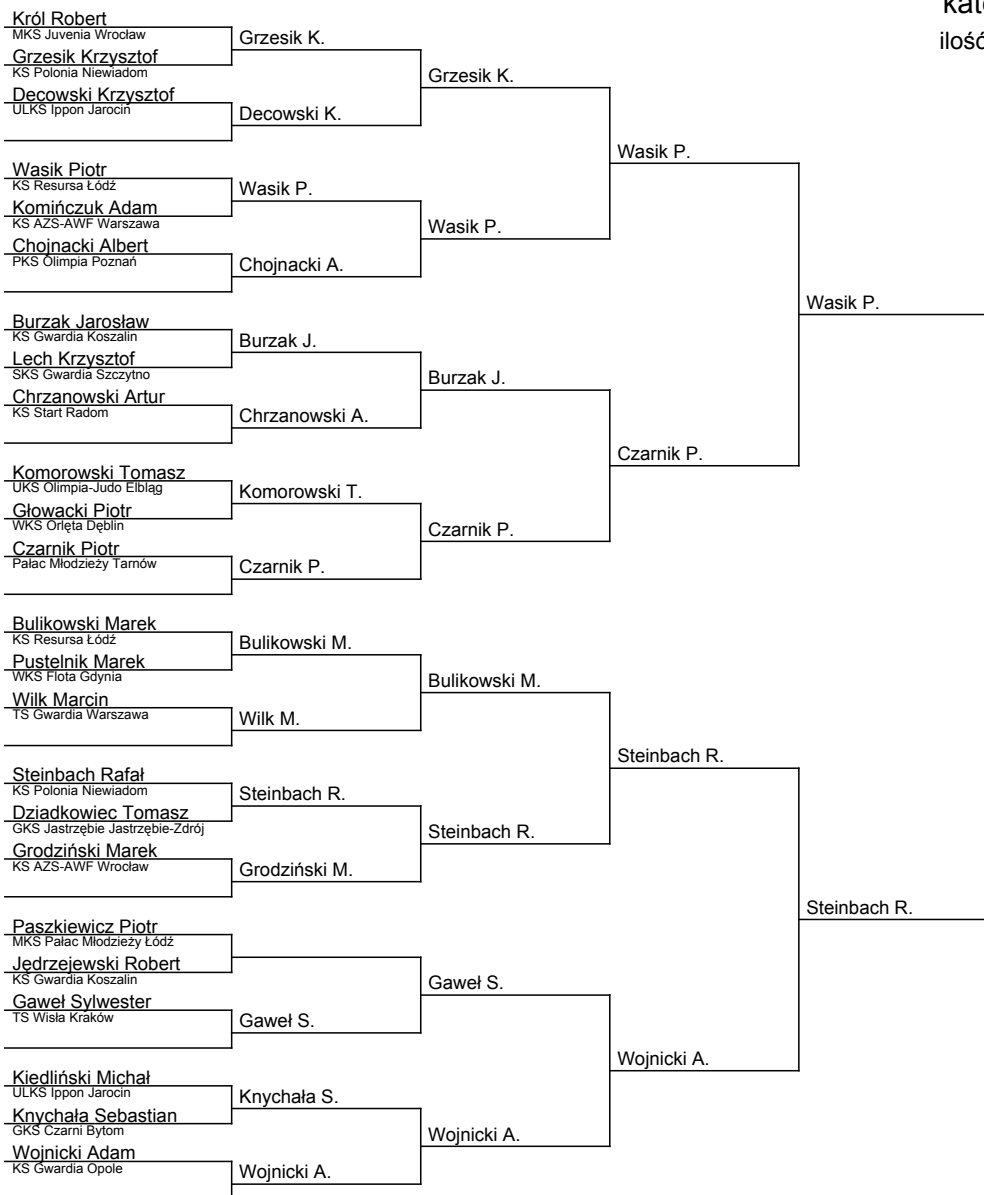 kate
ilość
Król Robert
MKS Juvenia Wrocław
Grzesik Krzysztof
KS Polonia Niewiadom
Decowski Krzysztof
ULKS Ippon Jarocin
Wasik Piotr
KS Resursa Łódź
Komińczuk Adam
KS AZS-AWF Warszawa
Chojnacki Albert
PKS Olimpia Poznań
Burzak Jarosław
KS Gwardia Koszalin
Lech Krzysztof
SKS Gwardia Szczytno
Chrzanowski Artur
KS Start Radom
Komorowski Tomasz
UKS Olimpia-Judo Elbląg
Głowacki Piotr
WKS Orlęta Dęblin
Czarnik Piotr
Pałac Młodzieży Tarnów
Bulikowski Marek
KS Resursa Łódź
Pustelnik Marek
WKS Flota Gdynia
Wilk Marcin
TS Gwardia Warszawa
Steinbach Rafał
KS Polonia Niewiadom
Dziadkowiec Tomasz
GKS Jastrzębie Jastrzębie-Zdrój
Grodziński Marek
KS AZS-AWF Wrocław
Paszkiewicz Piotr
MKS Pałac Młodzieży Łódź
Jędrzejewski Robert
KS Gwardia Koszalin
Gaweł Sylwester
TS Wisła Kraków
Kiedliński Michał
ULKS Ippon Jarocin
Knychała Sebastian
GKS Czarni Bytom
Wojnicki Adam
KS Gwardia Opole
Grzesik K.
Decowski K.
Wasik P.
Chojnacki A.
Burzak J.
Chrzanowski A.
Komorowski T.
Czarnik P.
Bulikowski M.
Wilk M.
Steinbach R.
Grodziński M.
Gaweł S.
Knychała S.
Wojnicki A.
Grzesik K.
Wasik P.
Burzak J.
Czarnik P.
Bulikowski M.
Steinbach R.
Gaweł S.
Wojnicki A.
Wasik P.
Czarnik P.
Steinbach R.
Wojnicki A.
Wasik P.
Steinbach R.